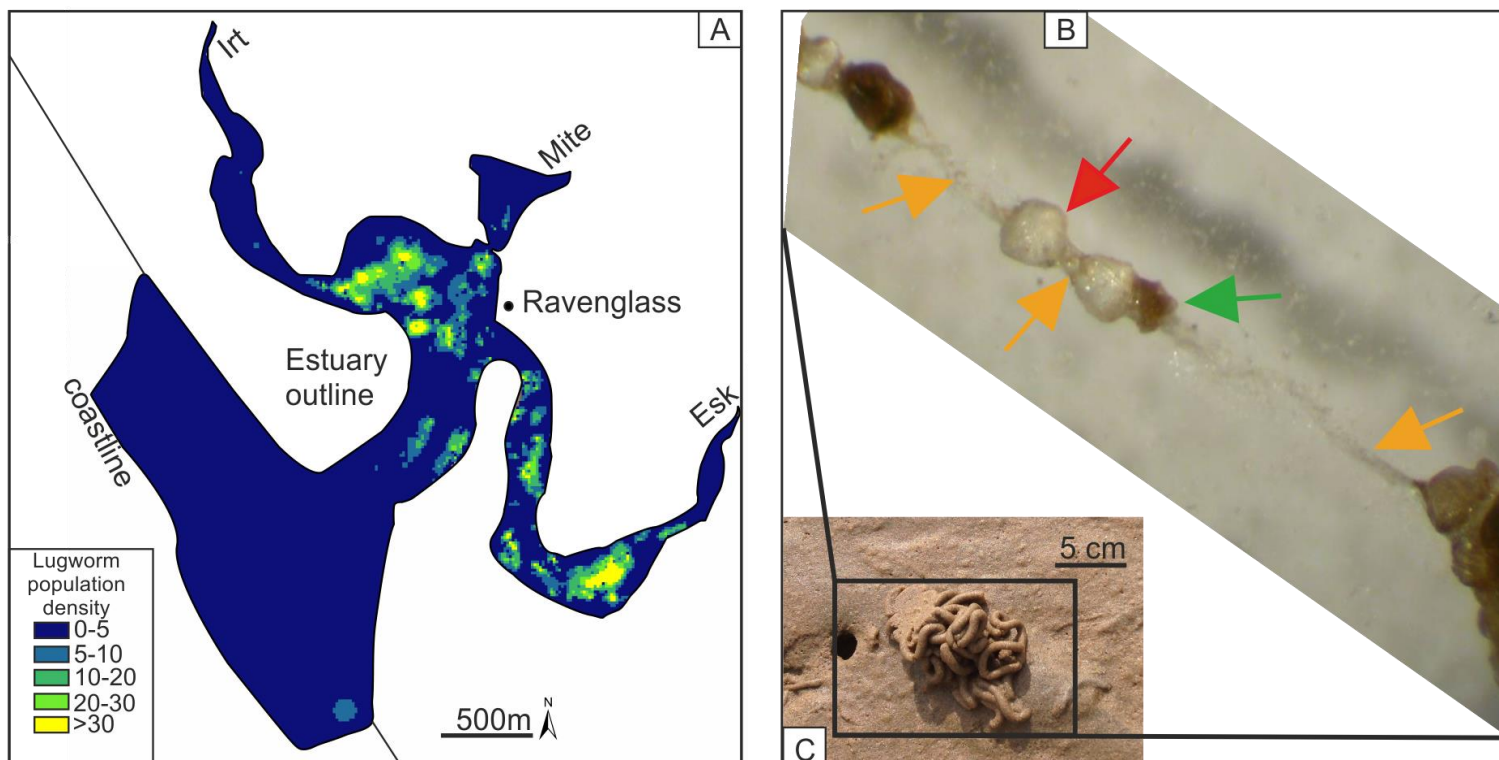 A
Irt
Mite
Ravenglass
Estuary
outline
coastline
Esk
Lugworm
population
density
0-5
5-10
10-20
20-30
>30
500m
N
B
5 cm
C